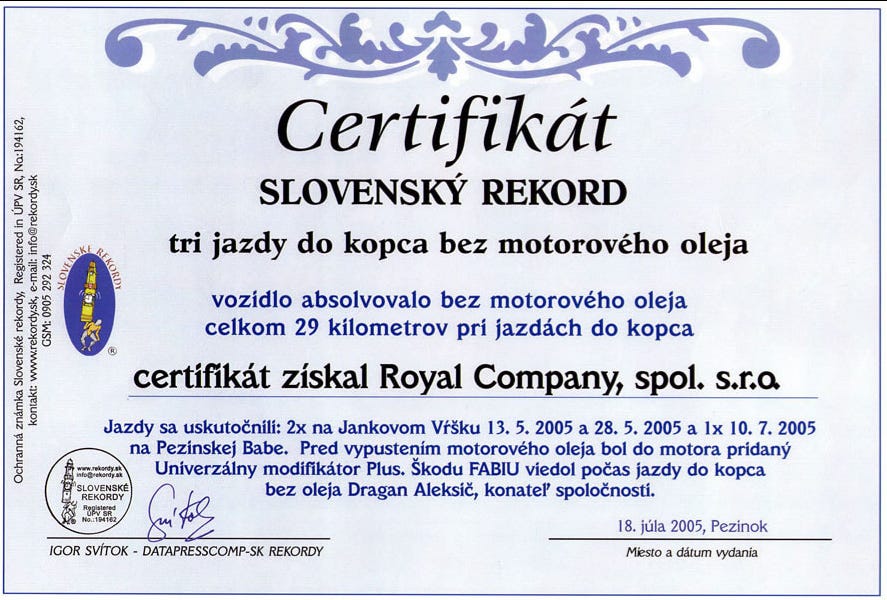 Certifikát
SLOVENSKÝ REKORD
tri jazdy do kopca bez motorového oleja
vozidlo absolvovalo bez motorového oleja
celkom 29 kilometrov pri jazdách do kopca
certifikát získal Royal Company, spol. s.r.o.
Jazdy sa uskutočnili: 2x na Jankovom Vŕšku 13. 5. 2005 a 28. 5. 2005 a 1x 10. 7. 2005
na Pezinskej Babe. Pred vypustením motorového oleja bol do motora pridaný
Univerzálny modifikátor Plus. Škodu FABIU viedol počas jazdy do kopca
bez oleja Dragan Aleksič, konateľ spoločnosti.
18. júla 2005, Pezinok
Miesto a dátum vydania
IGOR SVÍTOK - DATAPRESSCOMP-SK REKORDY
www.rekordy.sk
info@rekordy.sk
SLOVENSKÉ
REKORDY
Registered
ÚPV SR
No.:194162
SLOVENSKÉ REKORDY
®
Ochranná známka Slovenské rekordy, Registered in ÚPV SR, No.:194162,
kontakt: www.rekordy.sk, e-mail: info@rekordy.sk
GSM: 0905 292 324